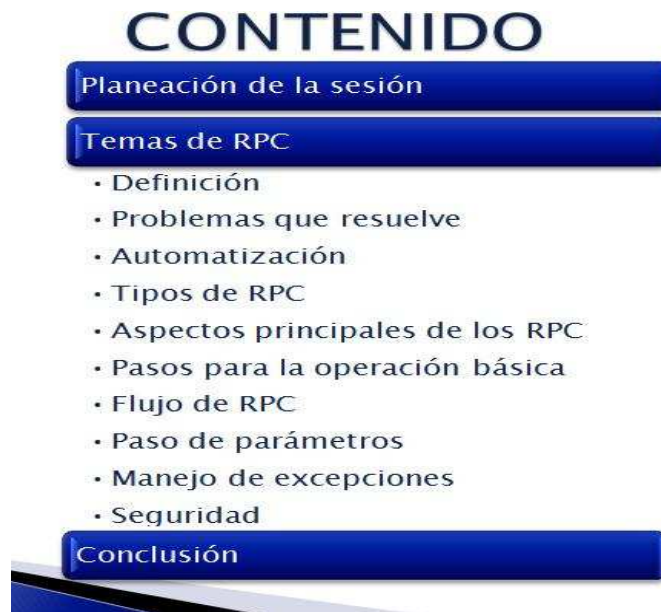 CONTENIDO
Planeación de la sesión
Temas de RPC
• Definición
• Problemas que resuelve
• Automatización
• Tipos de RPC
• Aspectos principales de los RPC
• Pasos para la operación básica
• Flujo de RPC
• Paso de parámetros
• Manejo de excepciones
• Seguridad
Conclusión